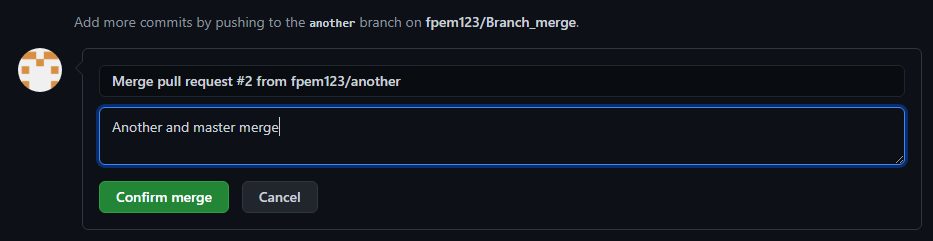 Add more commits by pushing to the another branch on fpem123/Branch_merge.
Merge pull request #2 from fpem123/another
Another and master merge
Confirm merge Cancel